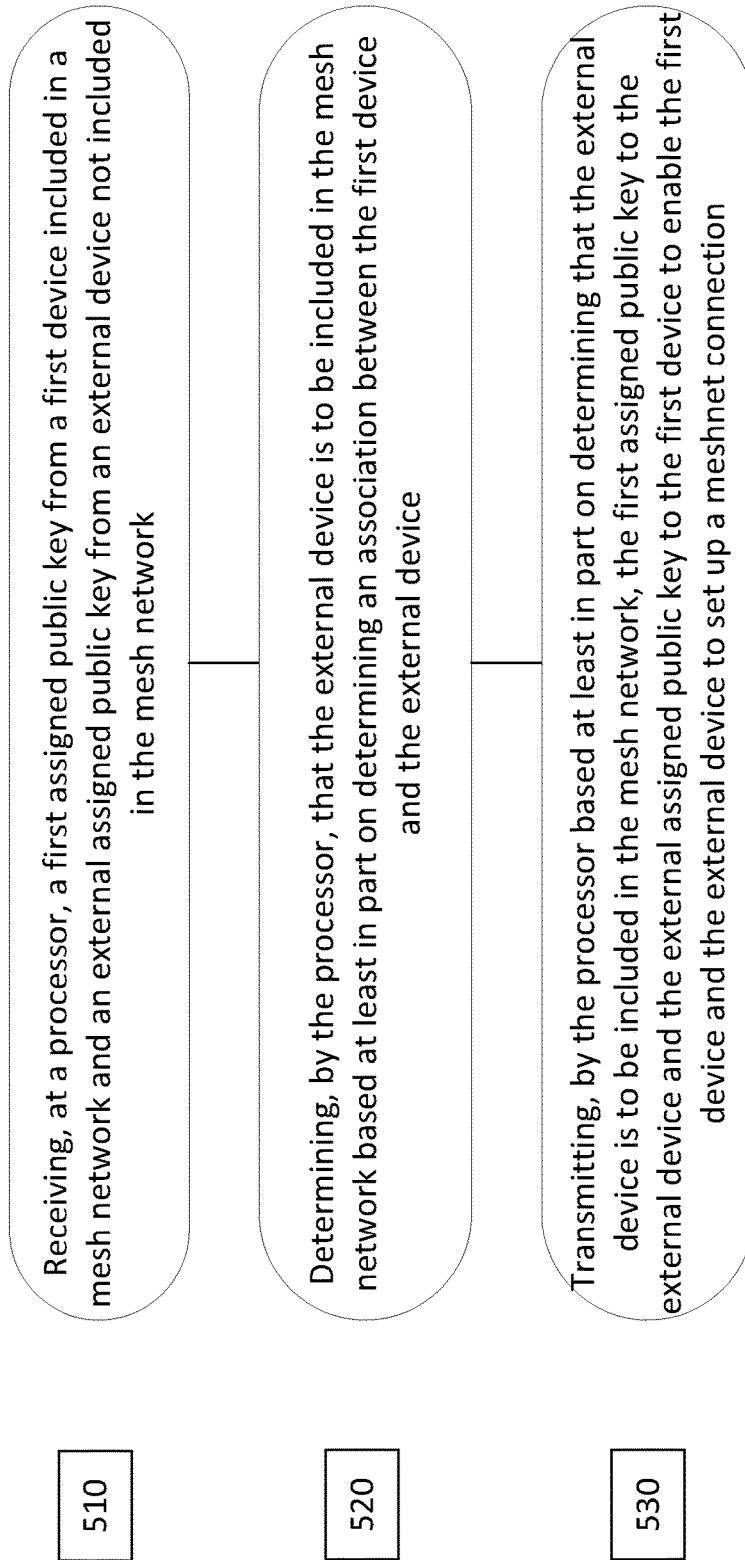 510
Receiving, at a processor, a first assigned public key from a first device included in a
mesh network and an external assigned public key from an external device not included
in the mesh network
520
Determining, by the processor, that the external device is to be included in the mesh
network based at least in part on determining an association between the first device
and the external device
530
Transmitting, by the processor based at least in part on determining that the external
device is to be included in the mesh network, the first assigned public key to the
external device and the external assigned public key to the first device to enable the first
device and the external device to set up a meshnet connection